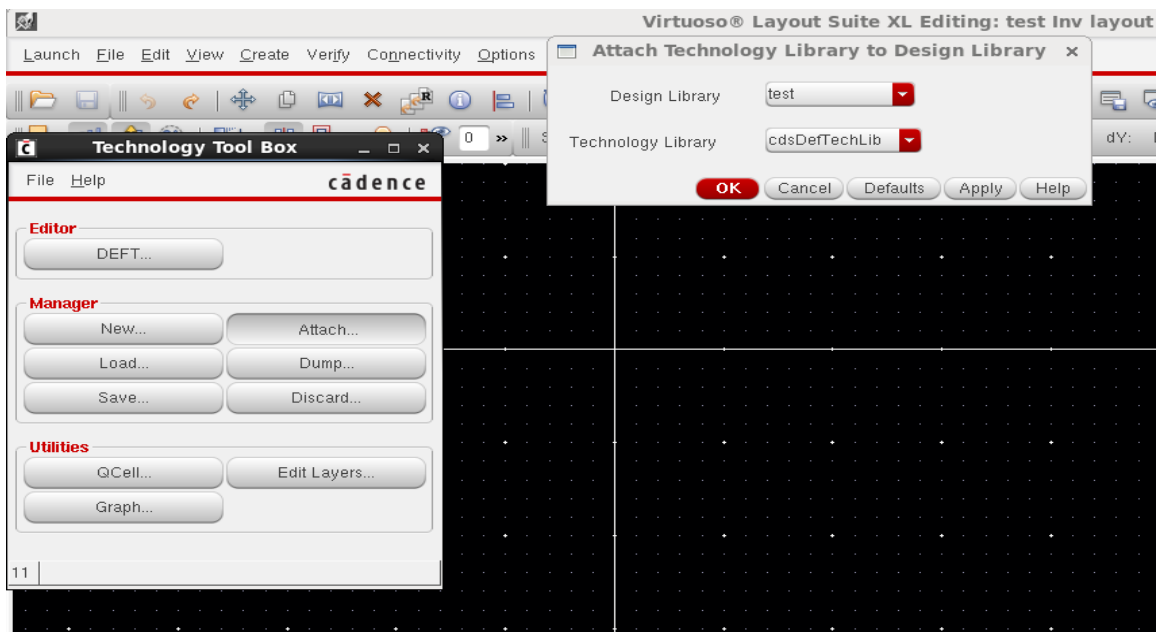 Virtuoso® Layout Suite XL Editing: test Inv layout
Launch File Edit View Create Verify Connectivity Options
Attach Technology Library to Design Library
Design Library test
Technology Library cdsDefTechLib
OK Cancel Defaults Apply Help
R
0 »
dY:
Technology Tool Box
File Help cādence
Editor
DEFT...
Manager
New... Attach...
Load... Dump...
Save... Discard...
Utilities
QCell... Edit Layers...
Graph...
11